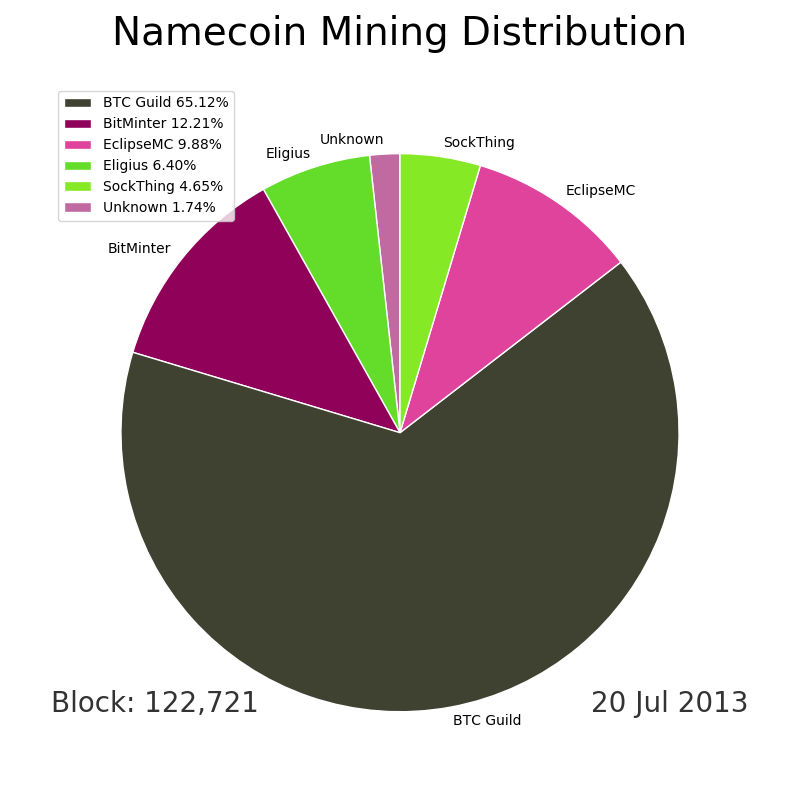 Namecoin Mining Distribution
BTC Guild 65.12%
BitMinter 12.21%
EclipseMC 9.88%
Eligius 6.40%
SockThing 4.65%
Unknown 1.74%
Unknown
SockThing
Eligius
EclipseMC
BitMinter
Block: 122,721
20 Jul 2013
BTC Guild